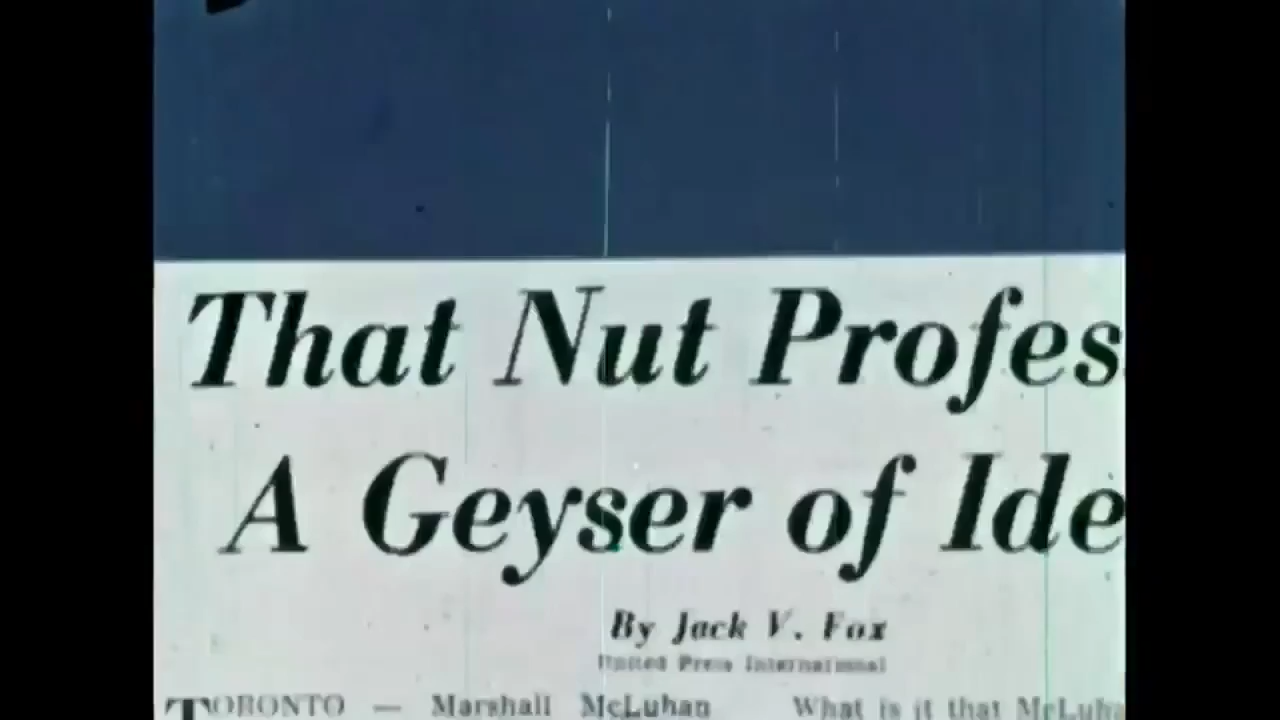 That Nut Profes
A Geyser of Ide
By Jack V. Fox
United Press International
TORONTO — Marshall McLuhan What is it that McLuha